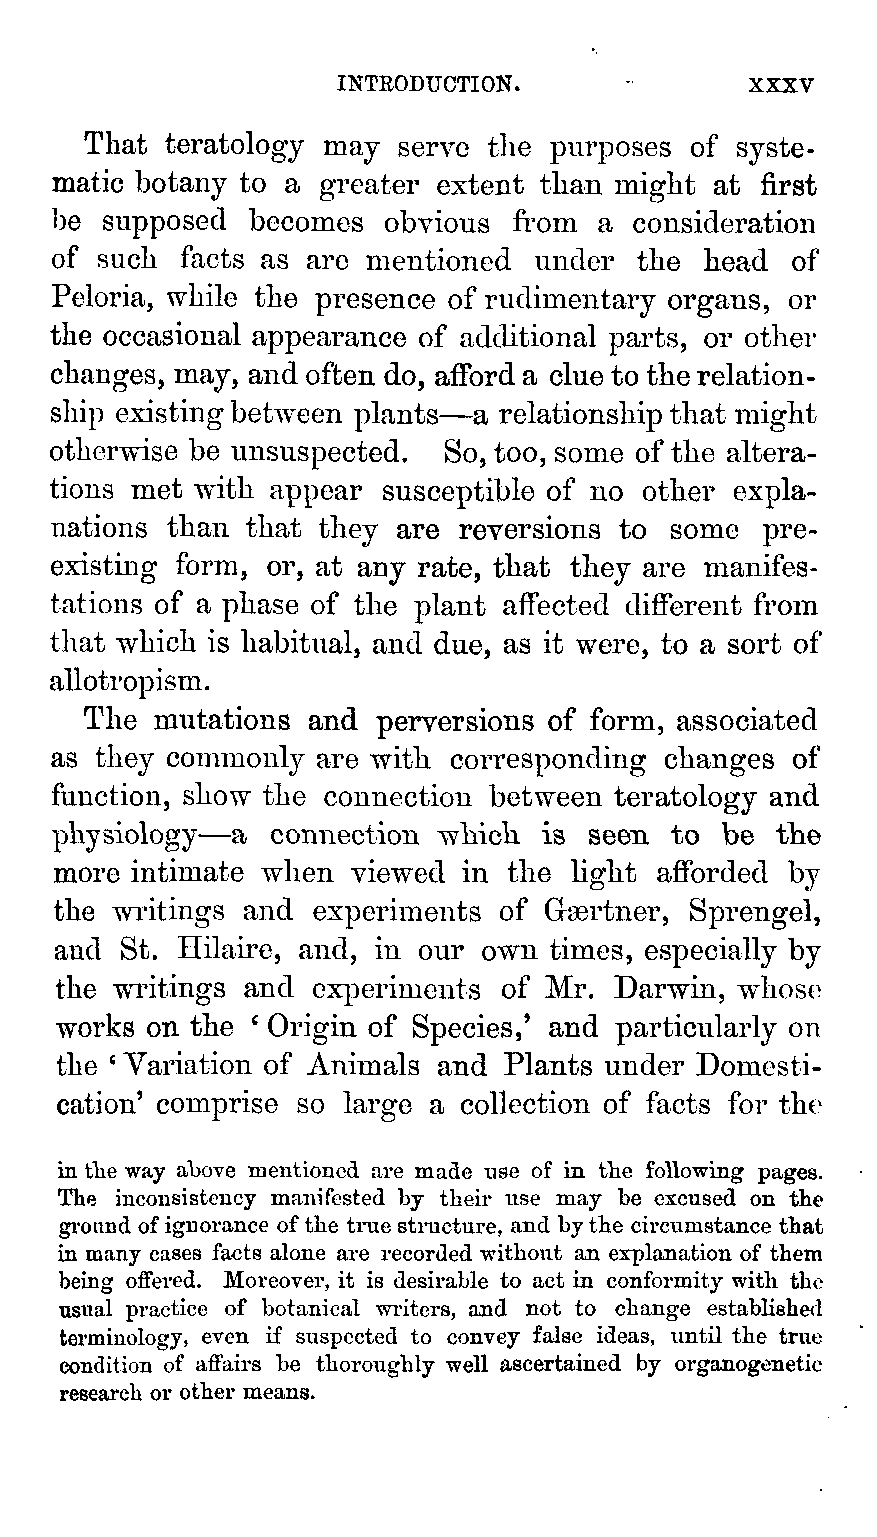 INTRODUCTION. XXXV
That teratology may serve the purposes of syste-
matic botany to a greater extent than might at first
be supposed becomes obvious from a consideration
of such facts as are mentioned under the head of
Peloria, while the presence of rudimentary organs, or
the occasional appearance of additional parts, or other
changes, may, and often do, afford a clue to the relation-
ship existing between plants—a relationship that might
otherwise be unsuspected. So, too, some of the altera-
tions met with appear susceptible of no other expla-
nations than that they are reversions to some pre-
existing form, or, at any rate, that they are manifes-
tations of a phase of the plant affected different from
that which is habitual, and due, as it were, to a sort of
allotropism.
The mutations and perversions of form, associated
as they commonly are with corresponding changes of
function, show the connection between teratology and
physiology—a connection which is seen to be the
more intimate when viewed in the light afforded by
the writings and experiments of Gærtner, Sprengel,
and St. Hilaire, and, in our own times, especially by
the writings and experiments of Mr. Darwin, whose
works on the ‘Origin of Species,’ and particularly on
the ‘Variation of Animals and Plants under Domesti-
cation’ comprise so large a collection of facts for the
in the way above mentioned are made use of in the following pages.
The inconsistency manifested by their use may be excused on the
ground of ignorance of the true structure, and by the circumstance that
in many cases facts alone are recorded without an explanation of them
being offered. Moreover, it is desirable to act in conformity with the
usual practice of botanical writers, and not to change established
terminology, even if suspected to convey false ideas, until the true
condition of affairs be thoroughly well ascertained by organogenetic
research or other means.